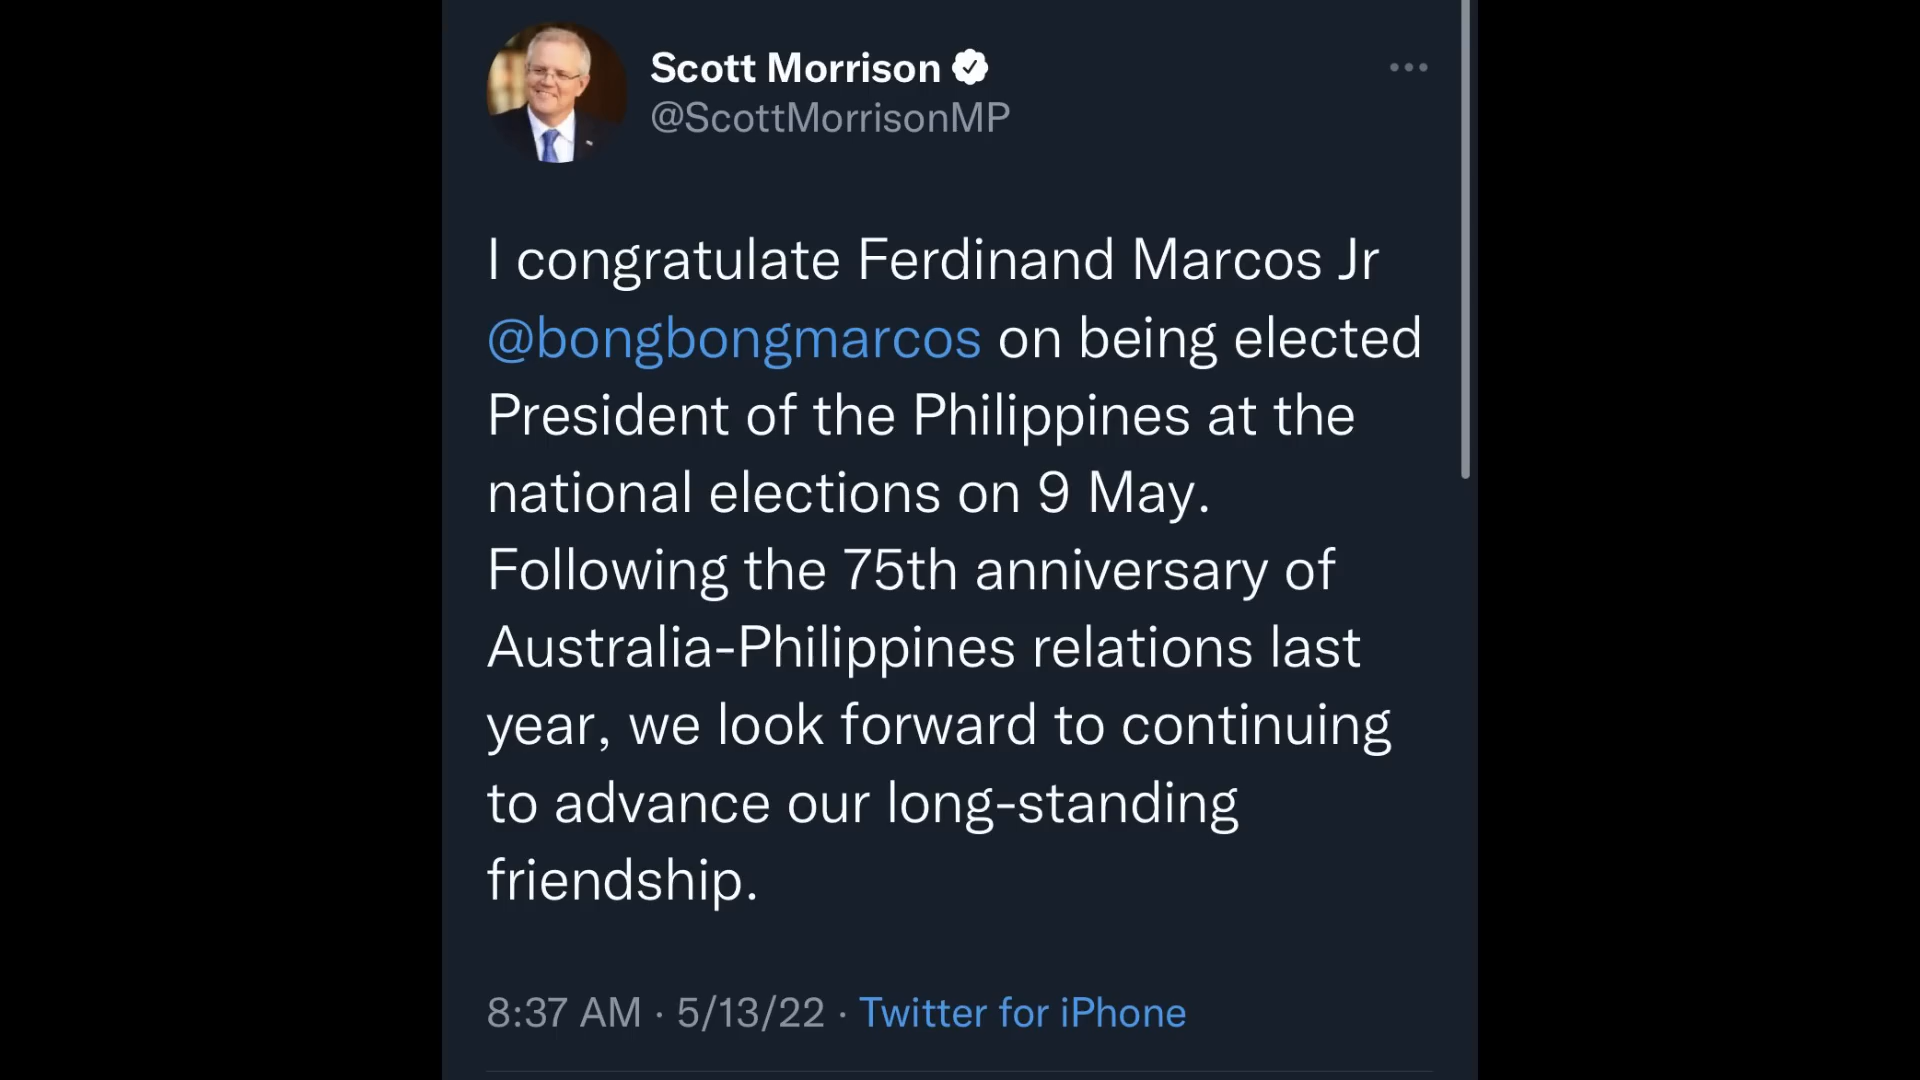 Scott Morrison
@ScottMorrisonMP
I congratulate Ferdinand Marcos Jr
@bongbongmarcos on being elected
President of the Philippines at the
national elections on 9 May.
Following the 75th anniversary of
Australia-Philippines relations last
year, we look forward to continuing
to advance our long-standing
friendship.
8:37 AM · 5/13/22 · Twitter for iPhone